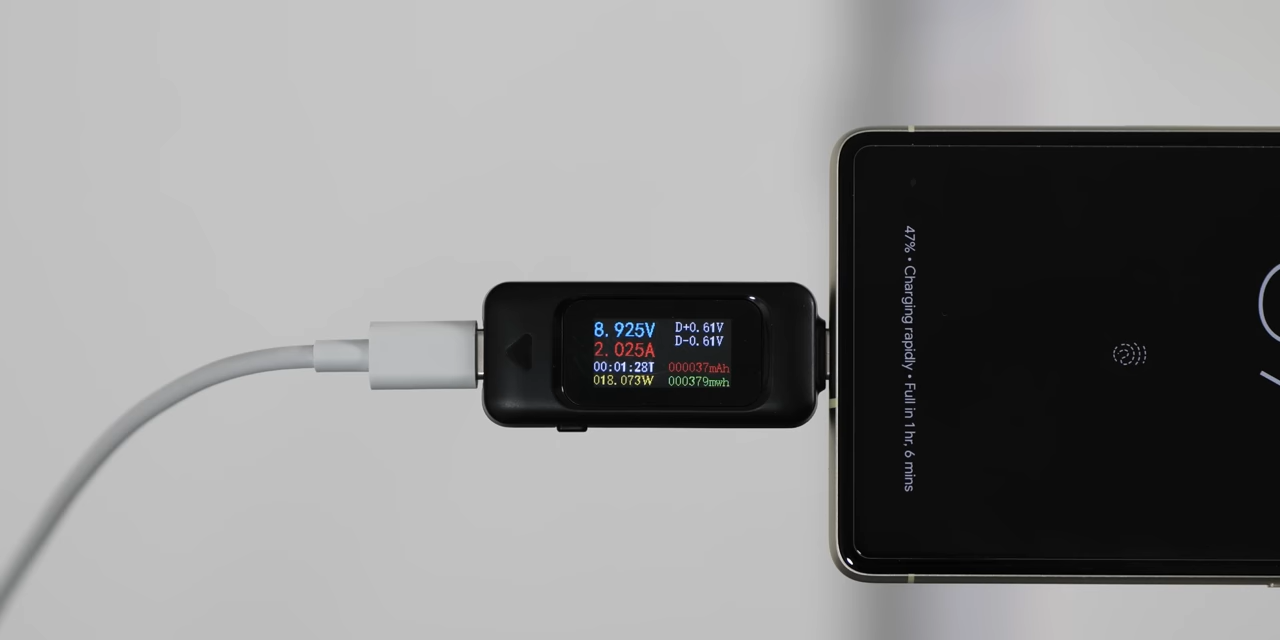 8.925V
2.025A
00:01:28T
018.073W
D+0.61V
D-0.61V
000037mAh
000379mwh
47% • Charging rapidly • Full in 1 hr, 6 mins